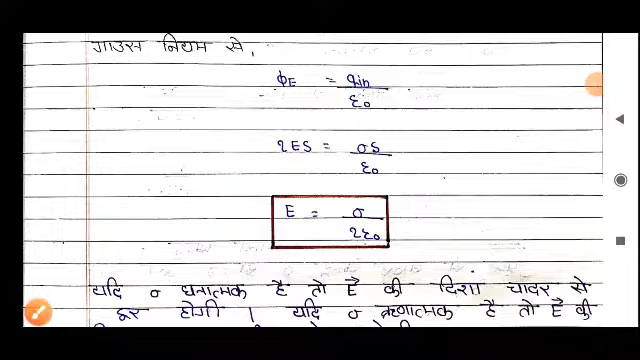 गाउस नियम से,
ΦE = qin/ε0
2ES = σS/ε0
E = σ/2ε0
यदि σ धनात्मक है तो E⃗ की दिशा चादर से
दूर होगी । यदि σ ऋणात्मक है तो E⃗ की